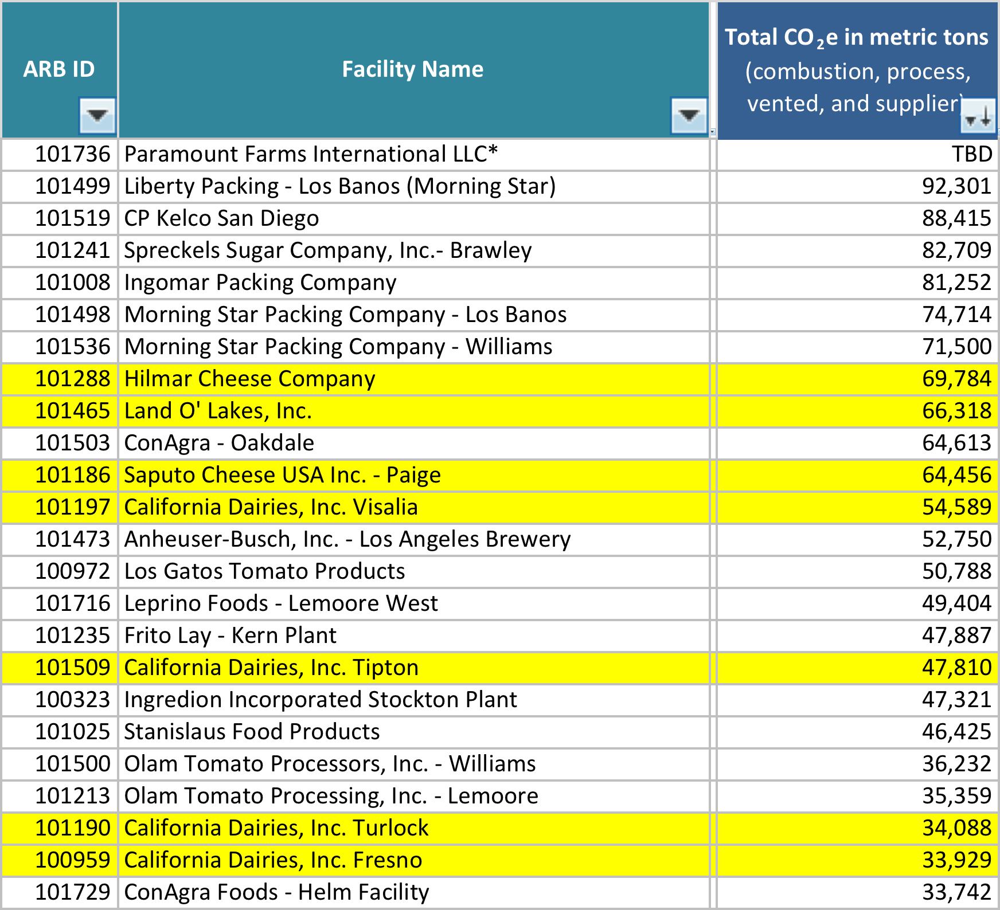 ARB ID Facility Name Total CO₂e in metric tons
(combustion, process,
vented, and supplier)
101736 Paramount Farms International LLC* TBD
101499 Liberty Packing - Los Banos (Morning Star) 92,301
101519 CP Kelco San Diego 88,415
101241 Spreckels Sugar Company, Inc.- Brawley 82,709
101008 Ingomar Packing Company 81,252
101498 Morning Star Packing Company - Los Banos 74,714
101536 Morning Star Packing Company - Williams 71,500
101288 Hilmar Cheese Company 69,784
101465 Land O' Lakes, Inc. 66,318
101503 ConAgra - Oakdale 64,613
101186 Saputo Cheese USA Inc. - Paige 64,456
101197 California Dairies, Inc. Visalia 54,589
101473 Anheuser-Busch, Inc. - Los Angeles Brewery 52,750
100972 Los Gatos Tomato Products 50,788
101716 Leprino Foods - Lemoore West 49,404
101235 Frito Lay - Kern Plant 47,887
101509 California Dairies, Inc. Tipton 47,810
100323 Ingredion Incorporated Stockton Plant 47,321
101025 Stanislaus Food Products 46,425
101500 Olam Tomato Processors, Inc. - Williams 36,232
101213 Olam Tomato Processing, Inc. - Lemoore 35,359
101190 California Dairies, Inc. Turlock 34,088
100959 California Dairies, Inc. Fresno 33,929
101729 ConAgra Foods - Helm Facility 33,742